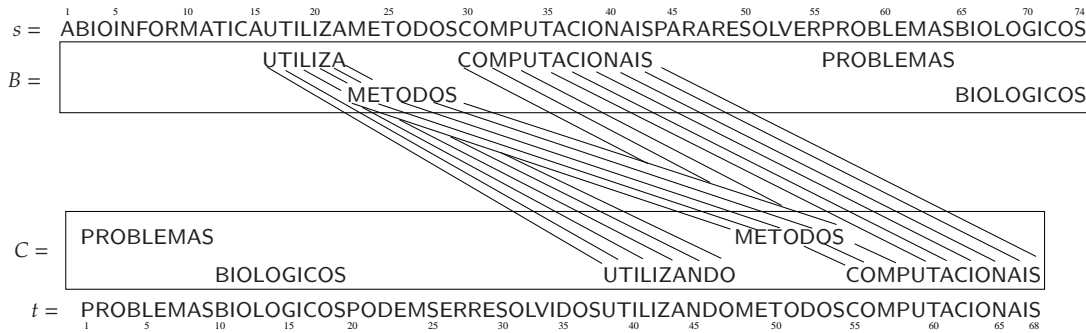 1 5 10 15 20 25 30 35 40 45 50 55 60 65 70 74
s = ABIOINFORMATICAUTILIZAMETODOSCOMPUTACIONAISPARARESOLVERPROBLEMASBIOLOGICOS
UTILIZA COMPUTACIONAIS PROBLEMAS
B =
METODOS BIOLOGICOS
PROBLEMAS METODOS
C =
BIOLOGICOS UTILIZANDO COMPUTACIONAIS
t = PROBLEMASBIOLOGICOSPODEMSERRESOLVIDOSUTILIZANDOMETODOSCOMPUTACIONAIS
1 5 10 15 20 25 30 35 40 45 50 55 60 65 68